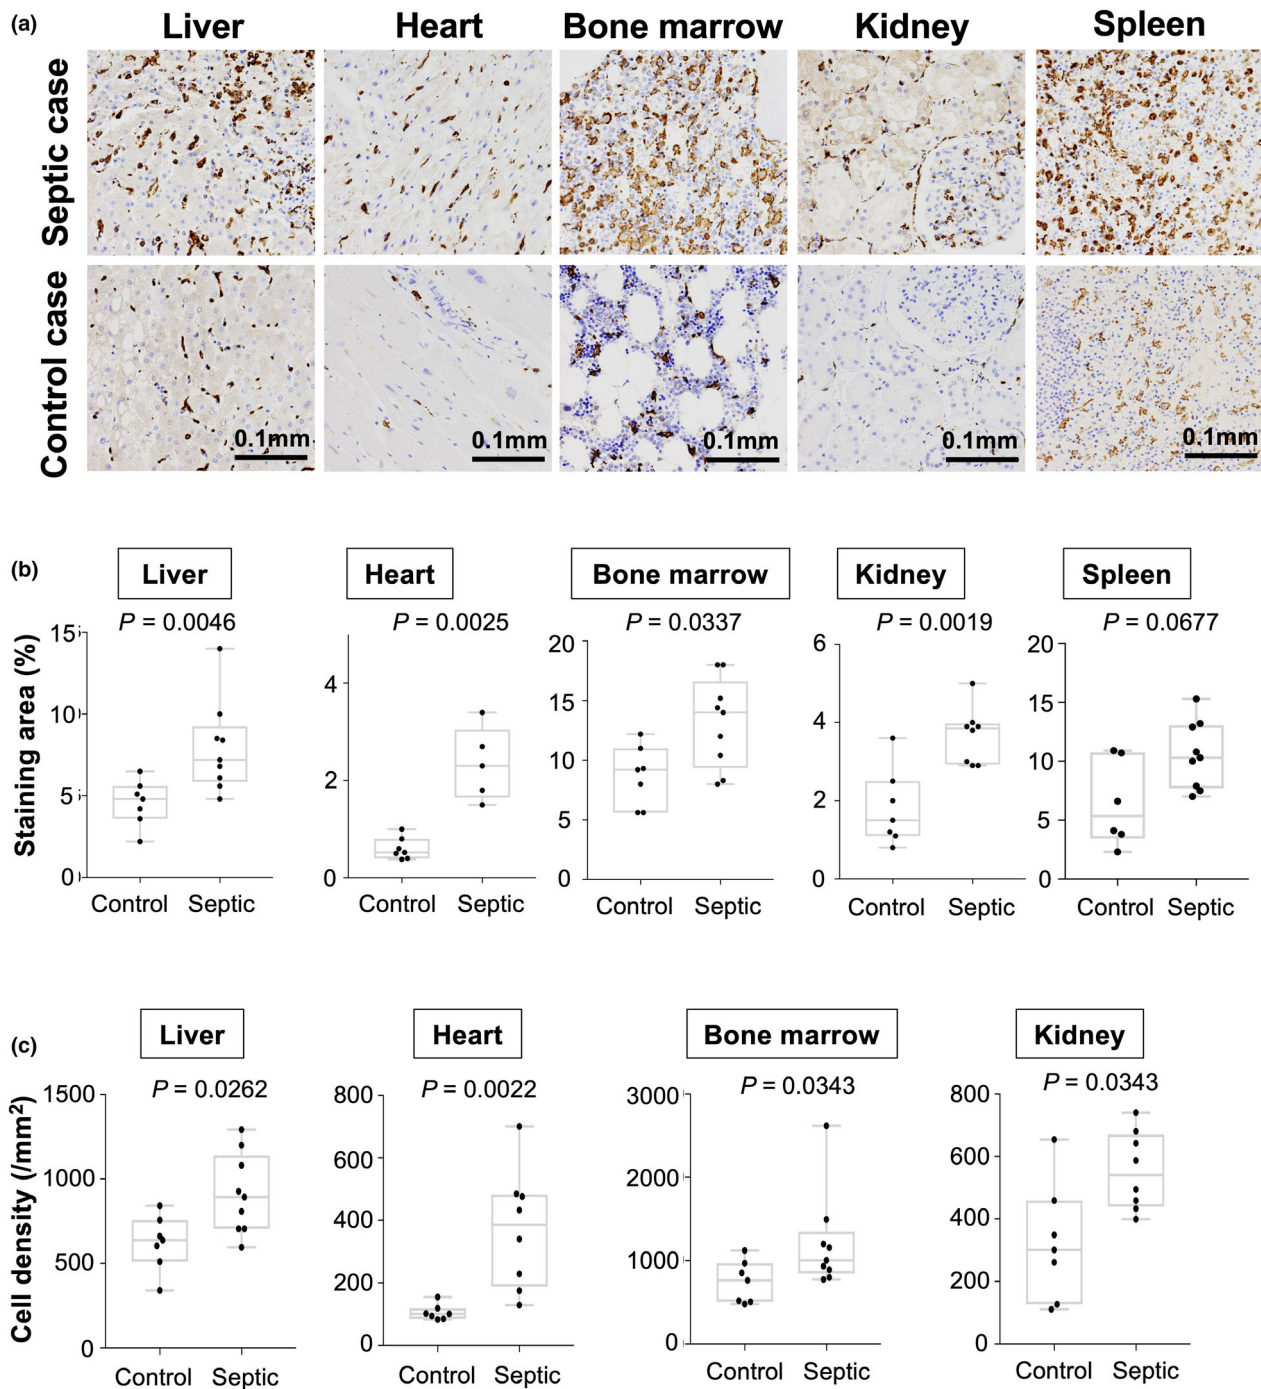 (a)
Liver Heart Bone marrow Kidney Spleen
Septic case
Control case
0.1mm 0.1mm 0.1mm 0.1mm 0.1mm
(b)
Liver Heart Bone marrow Kidney Spleen
P = 0.0046 P = 0.0025 P = 0.0337 P = 0.0019 P = 0.0677
Staining area (%)
15 10 5 0
4 2 0
20 15 10 5 0
6 4 2 0
20 15 10 5 0
Control Septic Control Septic Control Septic Control Septic Control Septic
(c)
Liver Heart Bone marrow Kidney
P = 0.0262 P = 0.0022 P = 0.0343 P = 0.0343
Cell density (/mm²)
1500 1000 500 0
800 600 400 200 0
3000 2000 1000 0
800 600 400 200 0
Control Septic Control Septic Control Septic Control Septic